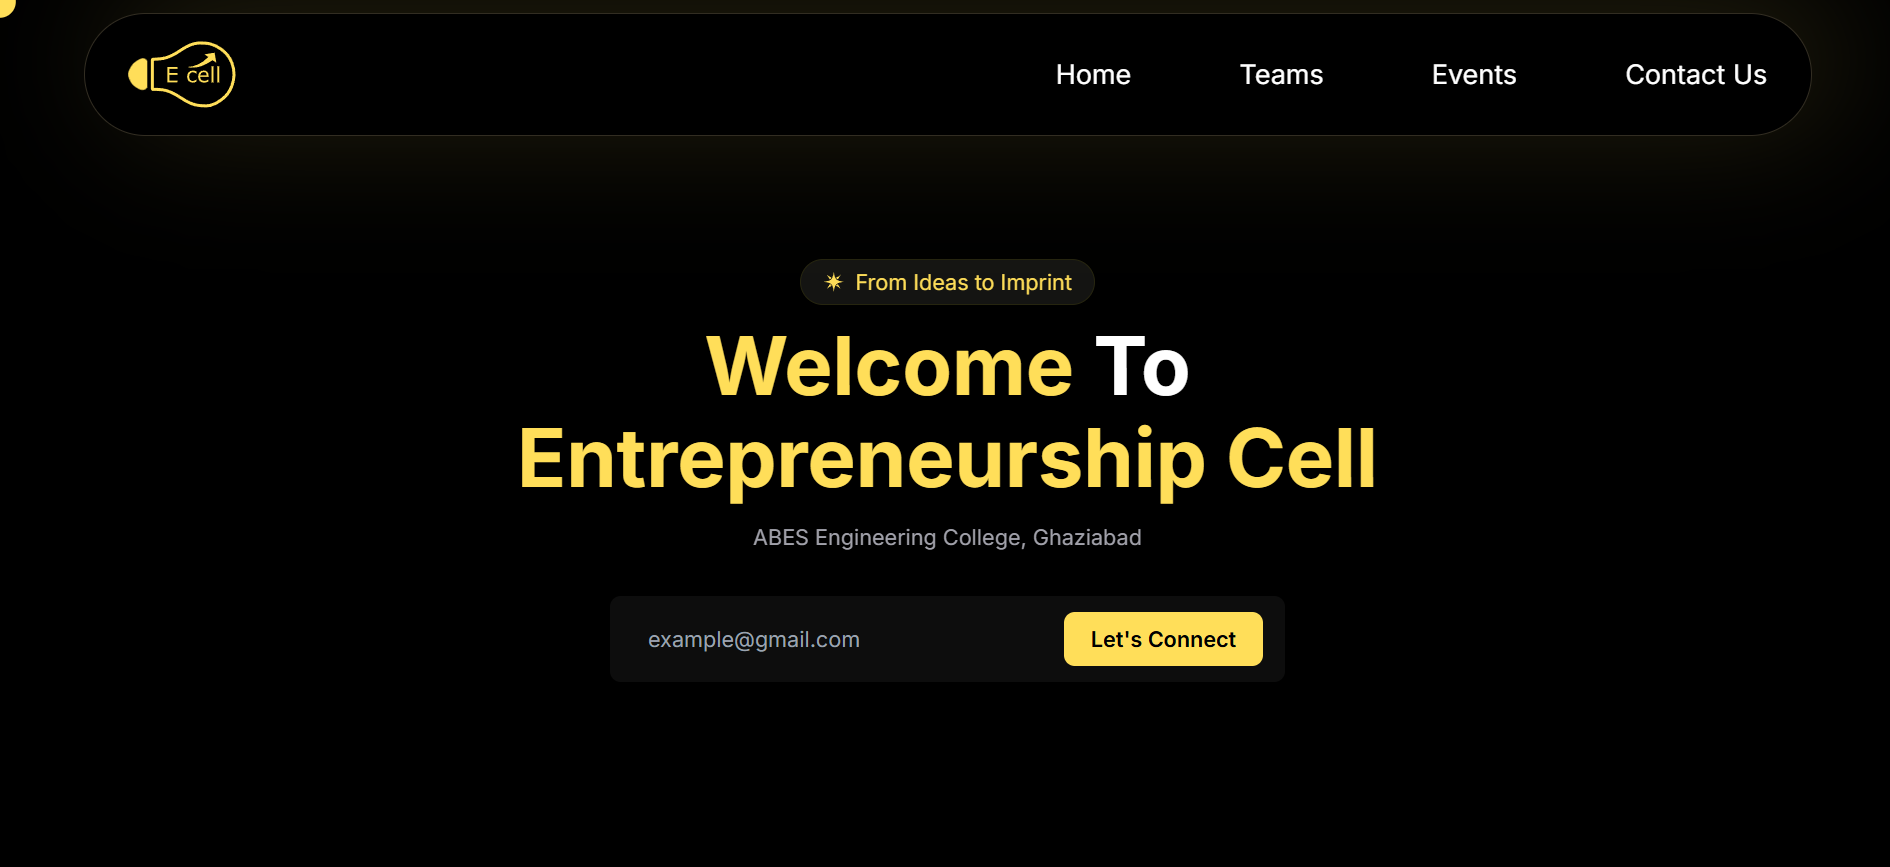 E cell
Home Teams Events Contact Us
From Ideas to Imprint
Welcome To
Entrepreneurship Cell
ABES Engineering College, Ghaziabad
example@gmail.com Let's Connect